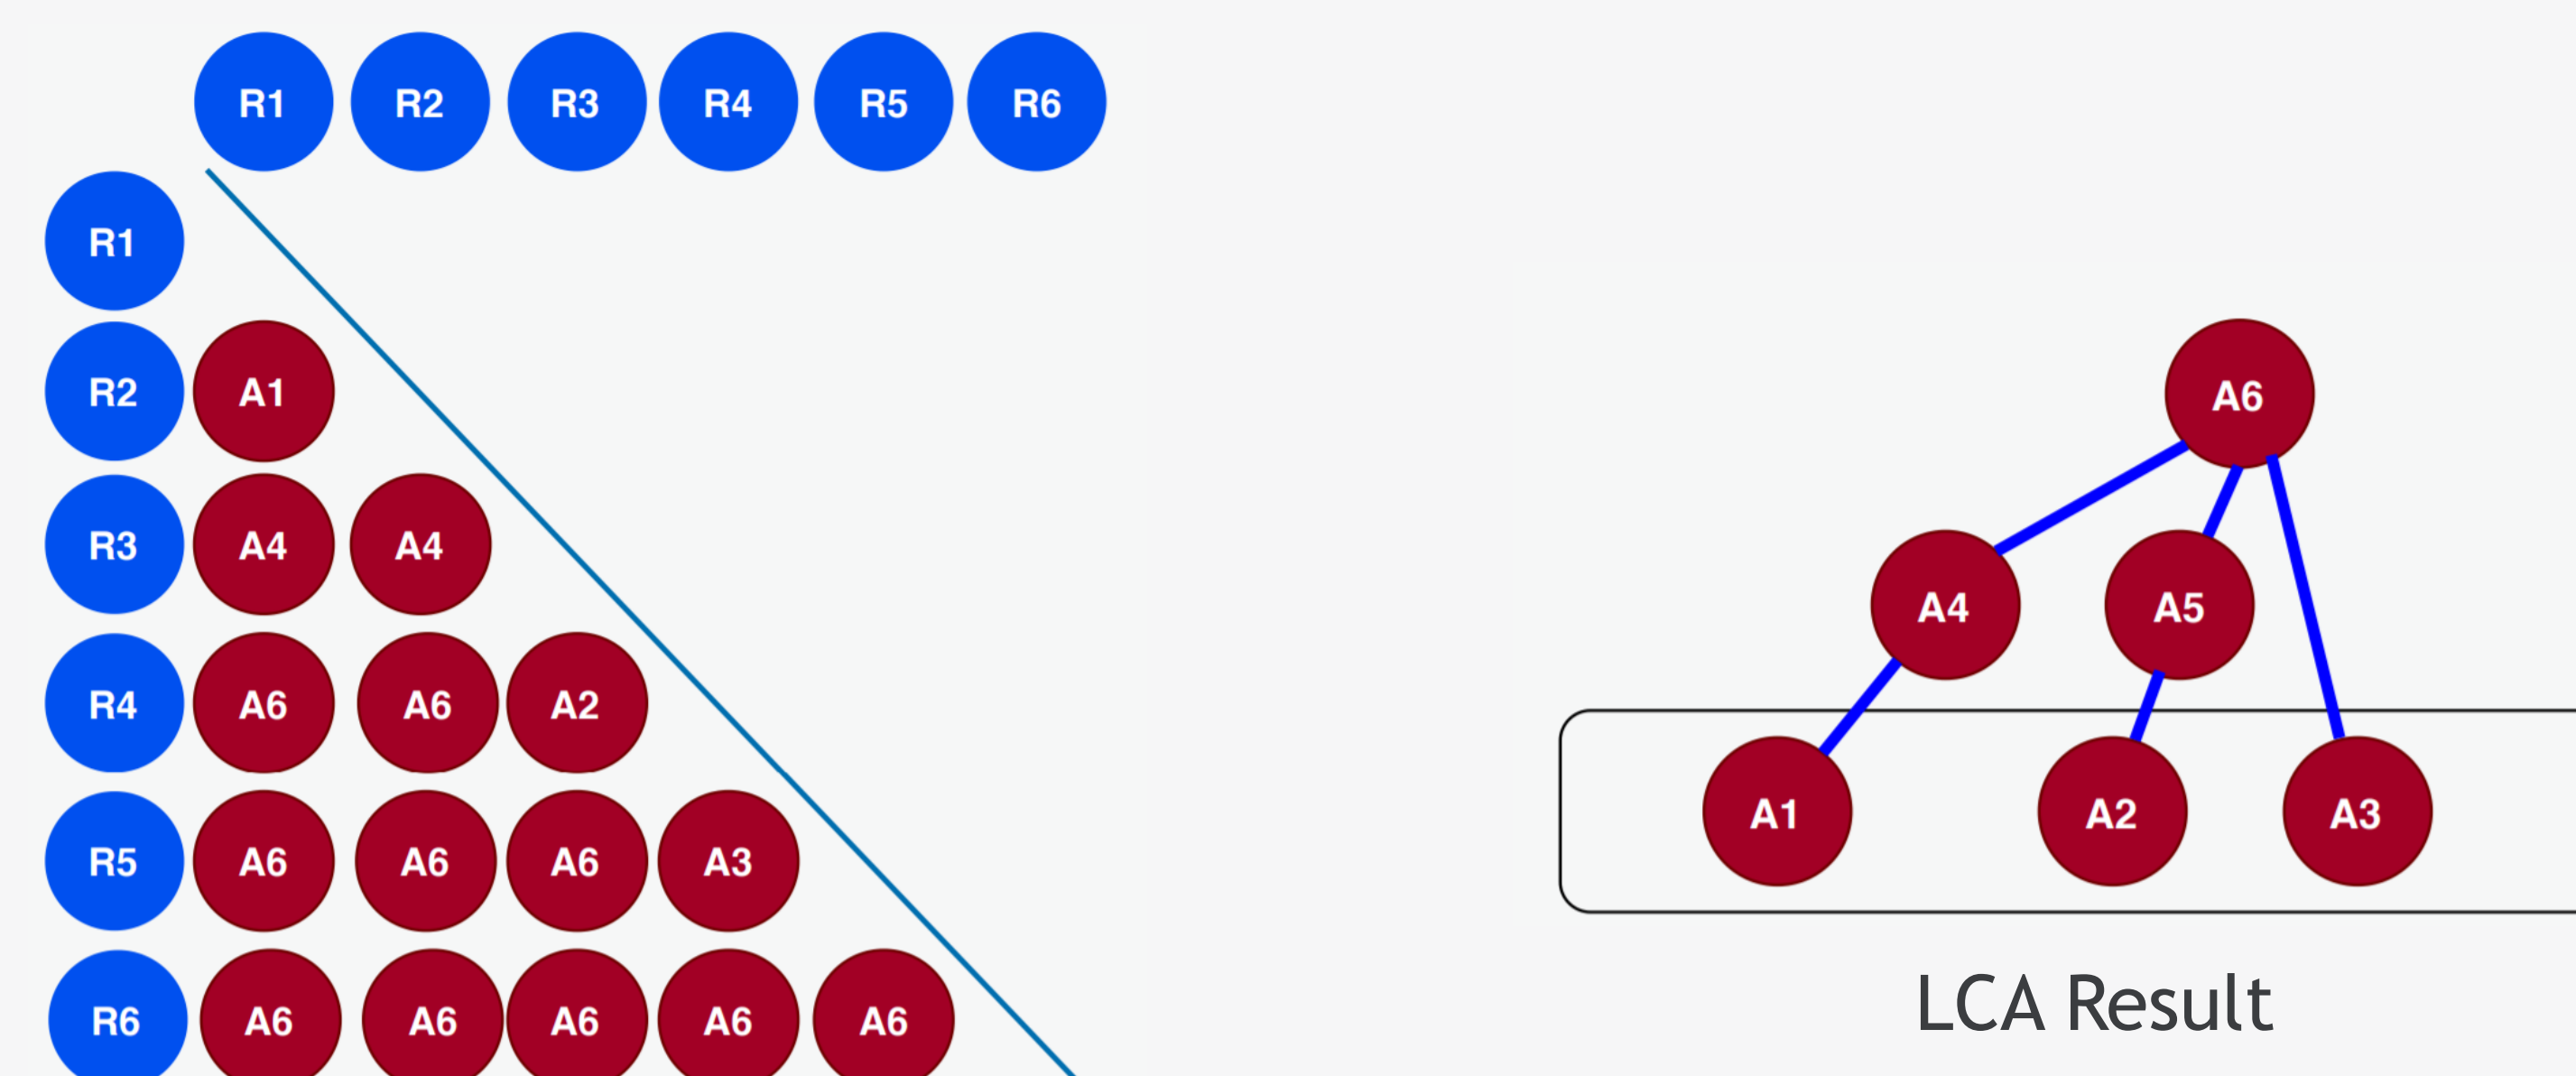 R1 R2 R3 R4 R5 R6
R1
R2 A1
R3 A4 A4
R4 A6 A6 A2
R5 A6 A6 A6 A3
R6 A6 A6 A6 A6 A6
A6
A4 A5
A1 A2 A3
LCA Result